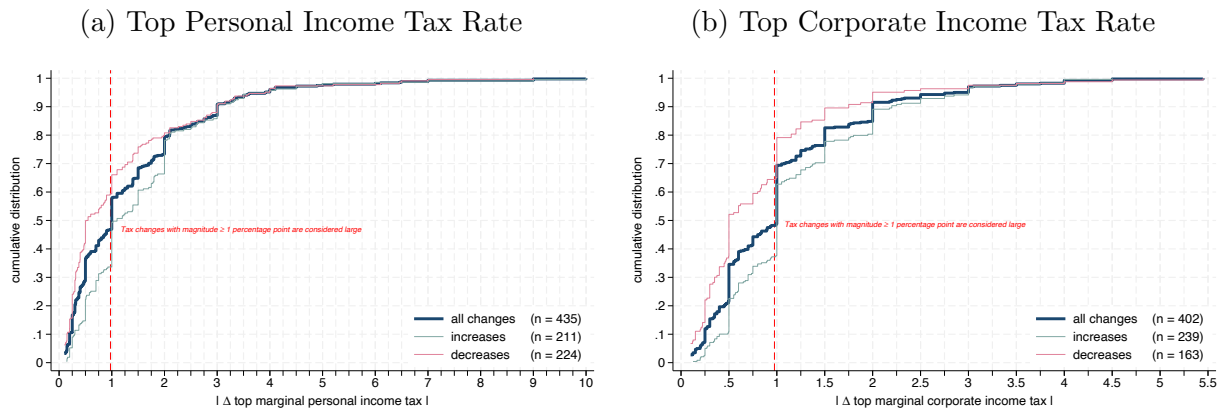 (a) Top Personal Income Tax Rate
cumulative distribution
1
.9
.8
.7
.6
.5
.4
.3
.2
.1
0
Tax changes with magnitude ≥ 1 percentage point are considered large
all changes (n = 435)
increases (n = 211)
decreases (n = 224)
0 1 2 3 4 5 6 7 8 9 10
| Δ top marginal personal income tax |
(b) Top Corporate Income Tax Rate
cumulative distribution
1
.9
.8
.7
.6
.5
.4
.3
.2
.1
0
Tax changes with magnitude ≥ 1 percentage point are considered large
all changes (n = 402)
increases (n = 239)
decreases (n = 163)
0 .5 1 1.5 2 2.5 3 3.5 4 4.5 5 5.5
| Δ top marginal corporate income tax |